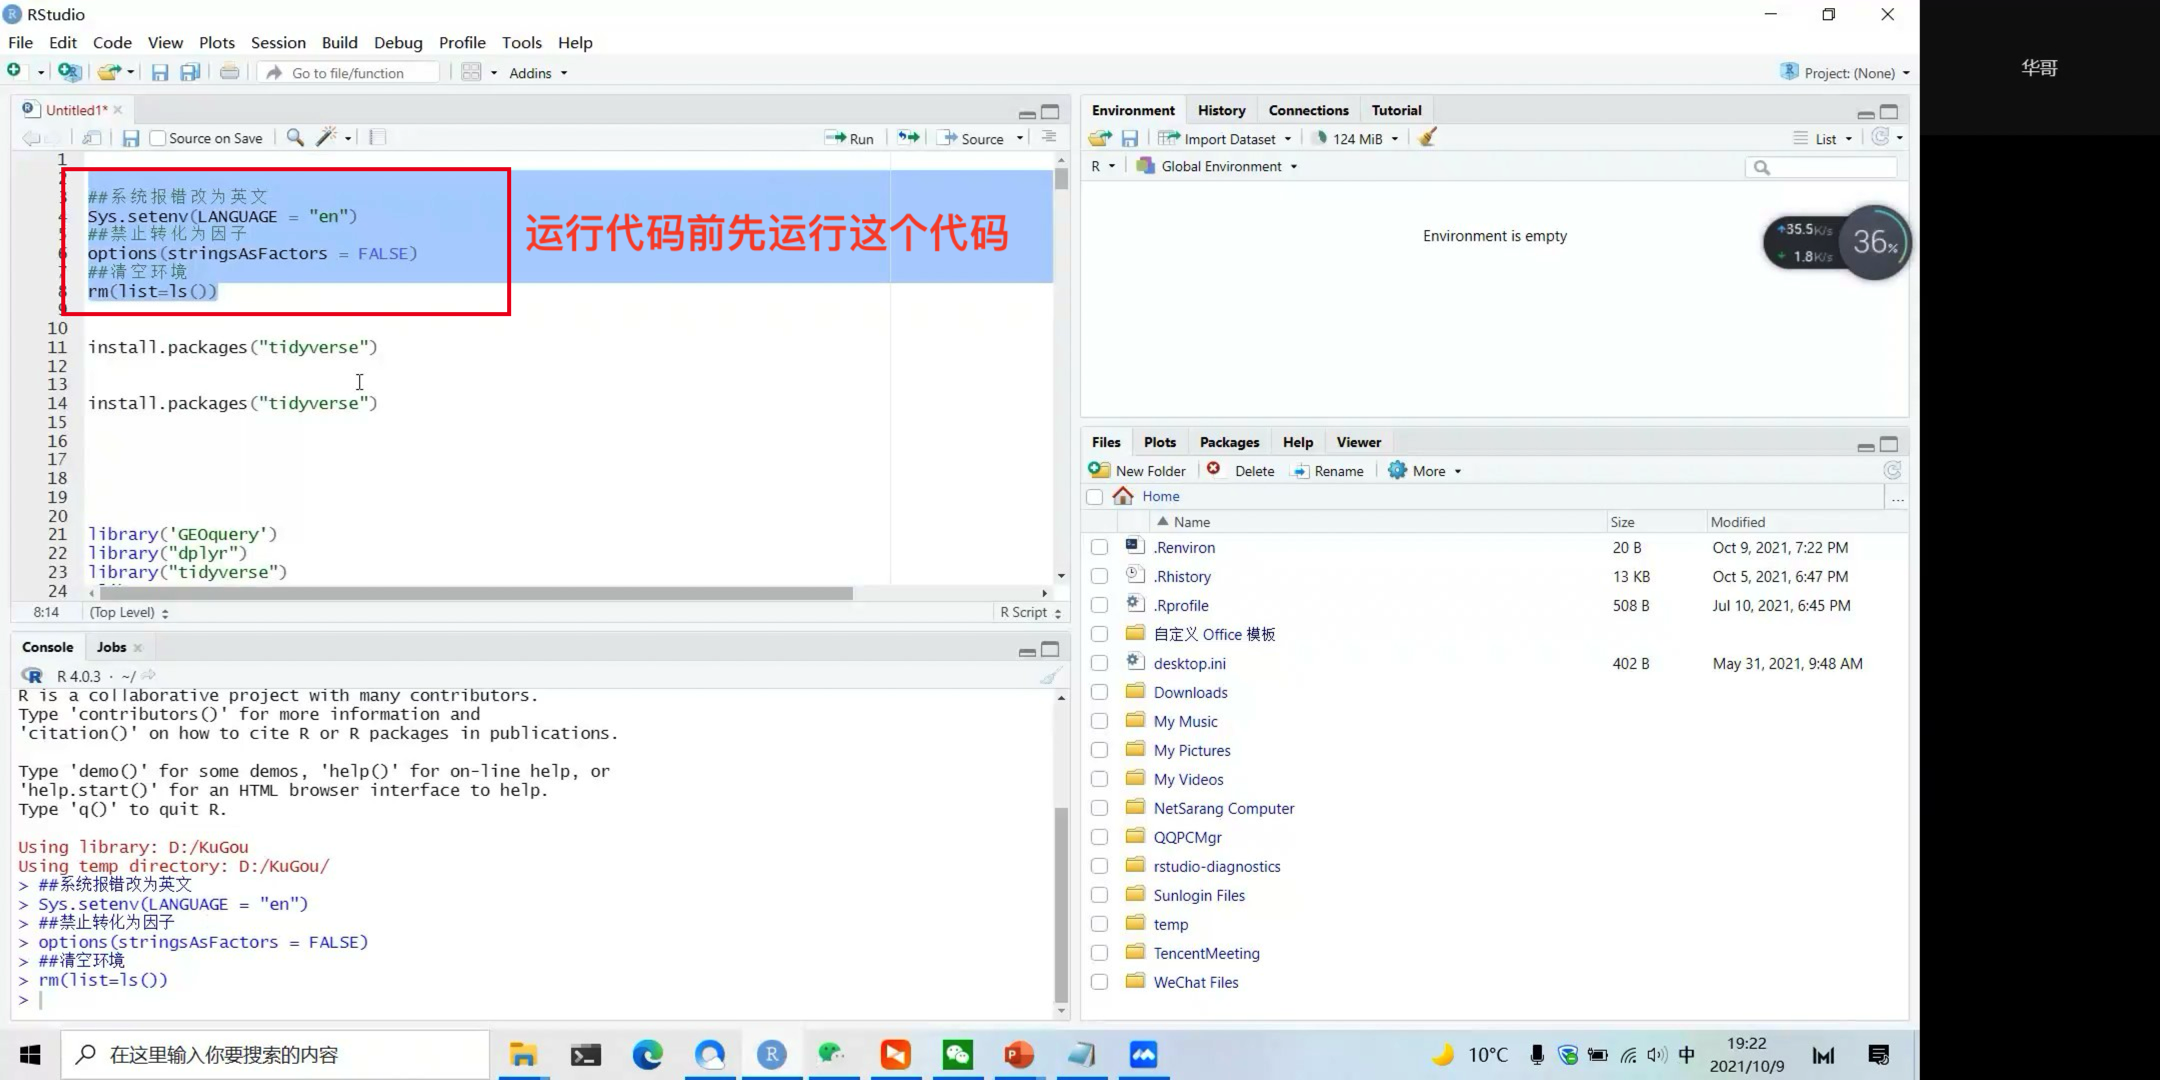 RStudio
File Edit Code View Plots Session Build Debug Profile Tools Help
Go to file/function Addins Project: (None)
华哥
Untitled1*
Source on Save Run Source
1
3 ##系统报错改为英文
4 Sys.setenv(LANGUAGE = "en")
##禁止转化为因子
6 options(stringsAsFactors = FALSE)
##清空环境
8 rm(list=ls())
9
10
11 install.packages("tidyverse")
12
13
14 install.packages("tidyverse")
15
16
17
18
19
20
21 library('GEOquery')
22 library("dplyr")
23 library("tidyverse")
24
运行代码前先运行这个代码
8:14 (Top Level) R Script
Console Jobs
R 4.0.3 · ~/
R is a collaborative project with many contributors.
Type 'contributors()' for more information and
'citation()' on how to cite R or R packages in publications.
Type 'demo()' for some demos, 'help()' for on-line help, or
'help.start()' for an HTML browser interface to help.
Type 'q()' to quit R.
Using library: D:/KuGou
Using temp directory: D:/KuGou/
> ##系统报错改为英文
> Sys.setenv(LANGUAGE = "en")
> ##禁止转化为因子
> options(stringsAsFactors = FALSE)
> ##清空环境
> rm(list=ls())
>
Environment History Connections Tutorial
Import Dataset 124 MiB List
R Global Environment
Environment is empty
35.5K/s
1.8K/s
36%
Files Plots Packages Help Viewer
New Folder Delete Rename More
Home ...
Name Size Modified
.Renviron 20 B Oct 9, 2021, 7:22 PM
.Rhistory 13 KB Oct 5, 2021, 6:47 PM
.Rprofile 508 B Jul 10, 2021, 6:45 PM
自定义 Office 模板
desktop.ini 402 B May 31, 2021, 9:48 AM
Downloads
My Music
My Pictures
My Videos
NetSarang Computer
QQPCMgr
rstudio-diagnostics
Sunlogin Files
temp
TencentMeeting
WeChat Files
在这里输入你要搜索的内容
10°C 中 19:22
2021/10/9